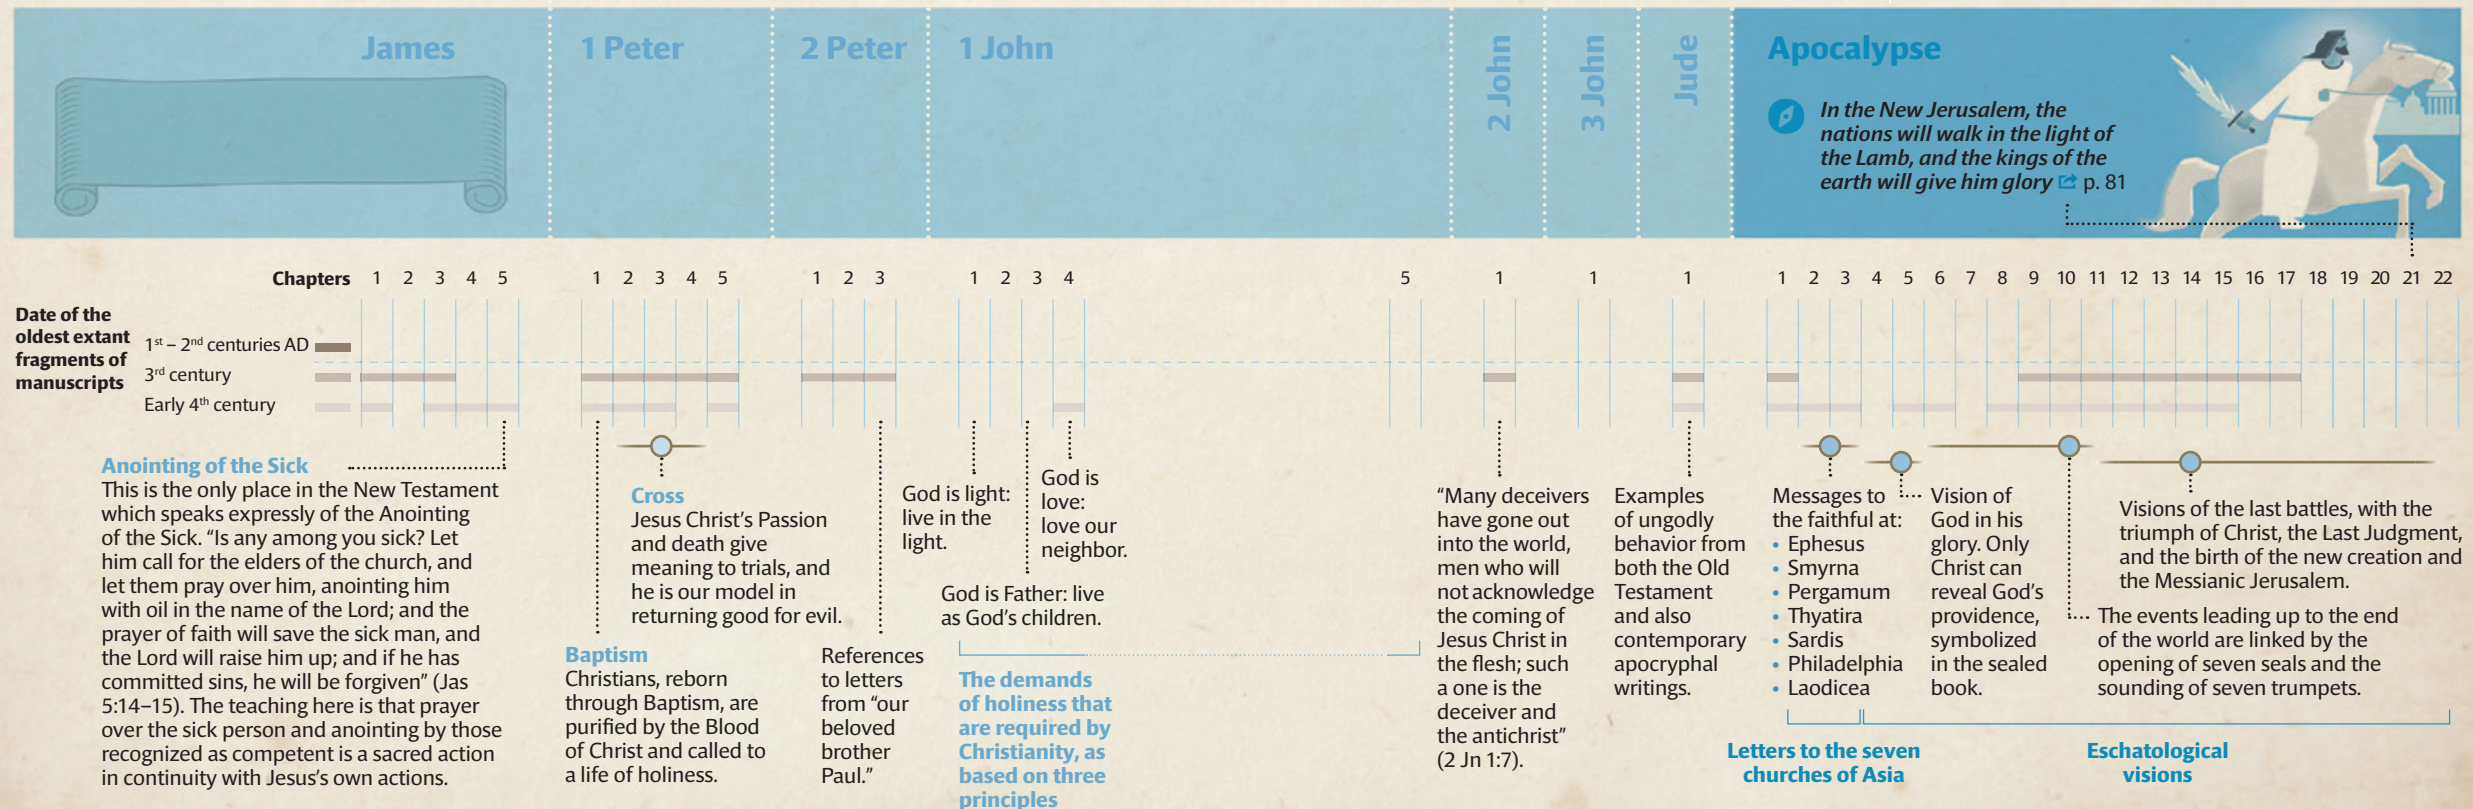 James
1 Peter
2 Peter
1 John
2 John
3 John
Jude
Apocalypse
In the New Jerusalem, the
nations will walk in the light of
the Lamb, and the kings of the
earth will give him glory p. 81
Chapters 1 2 3 4 5 1 2 3 4 5 1 2 3 1 2 3 4 5 1 1 1 1 2 3 4 5 6 7 8 9 10 11 12 13 14 15 16 17 18 19 20 21 22
Date of the
oldest extant
fragments of
manuscripts
1st – 2nd centuries AD
3rd century
Early 4th century
Anointing of the Sick
This is the only place in the New Testament
which speaks expressly of the Anointing
of the Sick. “Is any among you sick? Let
him call for the elders of the church, and
let them pray over him, anointing him
with oil in the name of the Lord; and the
prayer of faith will save the sick man, and
the Lord will raise him up; and if he has
committed sins, he will be forgiven” (Jas
5:14–15). The teaching here is that prayer
over the sick person and anointing by those
recognized as competent is a sacred action
in continuity with Jesus’s own actions.
Cross
Jesus Christ’s Passion
and death give
meaning to trials, and
he is our model in
returning good for evil.
Baptism
Christians, reborn
through Baptism, are
purified by the Blood
of Christ and called to
a life of holiness.
References
to letters
from “our
beloved
brother
Paul.”
God is light:
live in the
light.
God is
love:
love our
neighbor.
God is Father: live
as God’s children.
The demands
of holiness that
are required by
Christianity, as
based on three
principles
“Many deceivers
have gone out
into the world,
men who will
not acknowledge
the coming of
Jesus Christ in
the flesh; such
a one is the
deceiver and
the antichrist”
(2 Jn 1:7).
Examples
of ungodly
behavior from
both the Old
Testament
and also
contemporary
apocryphal
writings.
Messages to
the faithful at:
• Ephesus
• Smyrna
• Pergamum
• Thyatira
• Sardis
• Philadelphia
• Laodicea
Vision of
God in his
glory. Only
Christ can
reveal God’s
providence,
symbolized
in the sealed
book.
Visions of the last battles, with the
triumph of Christ, the Last Judgment,
and the birth of the new creation and
the Messianic Jerusalem.
The events leading up to the end
of the world are linked by the
opening of seven seals and the
sounding of seven trumpets.
Letters to the seven
churches of Asia
Eschatological
visions